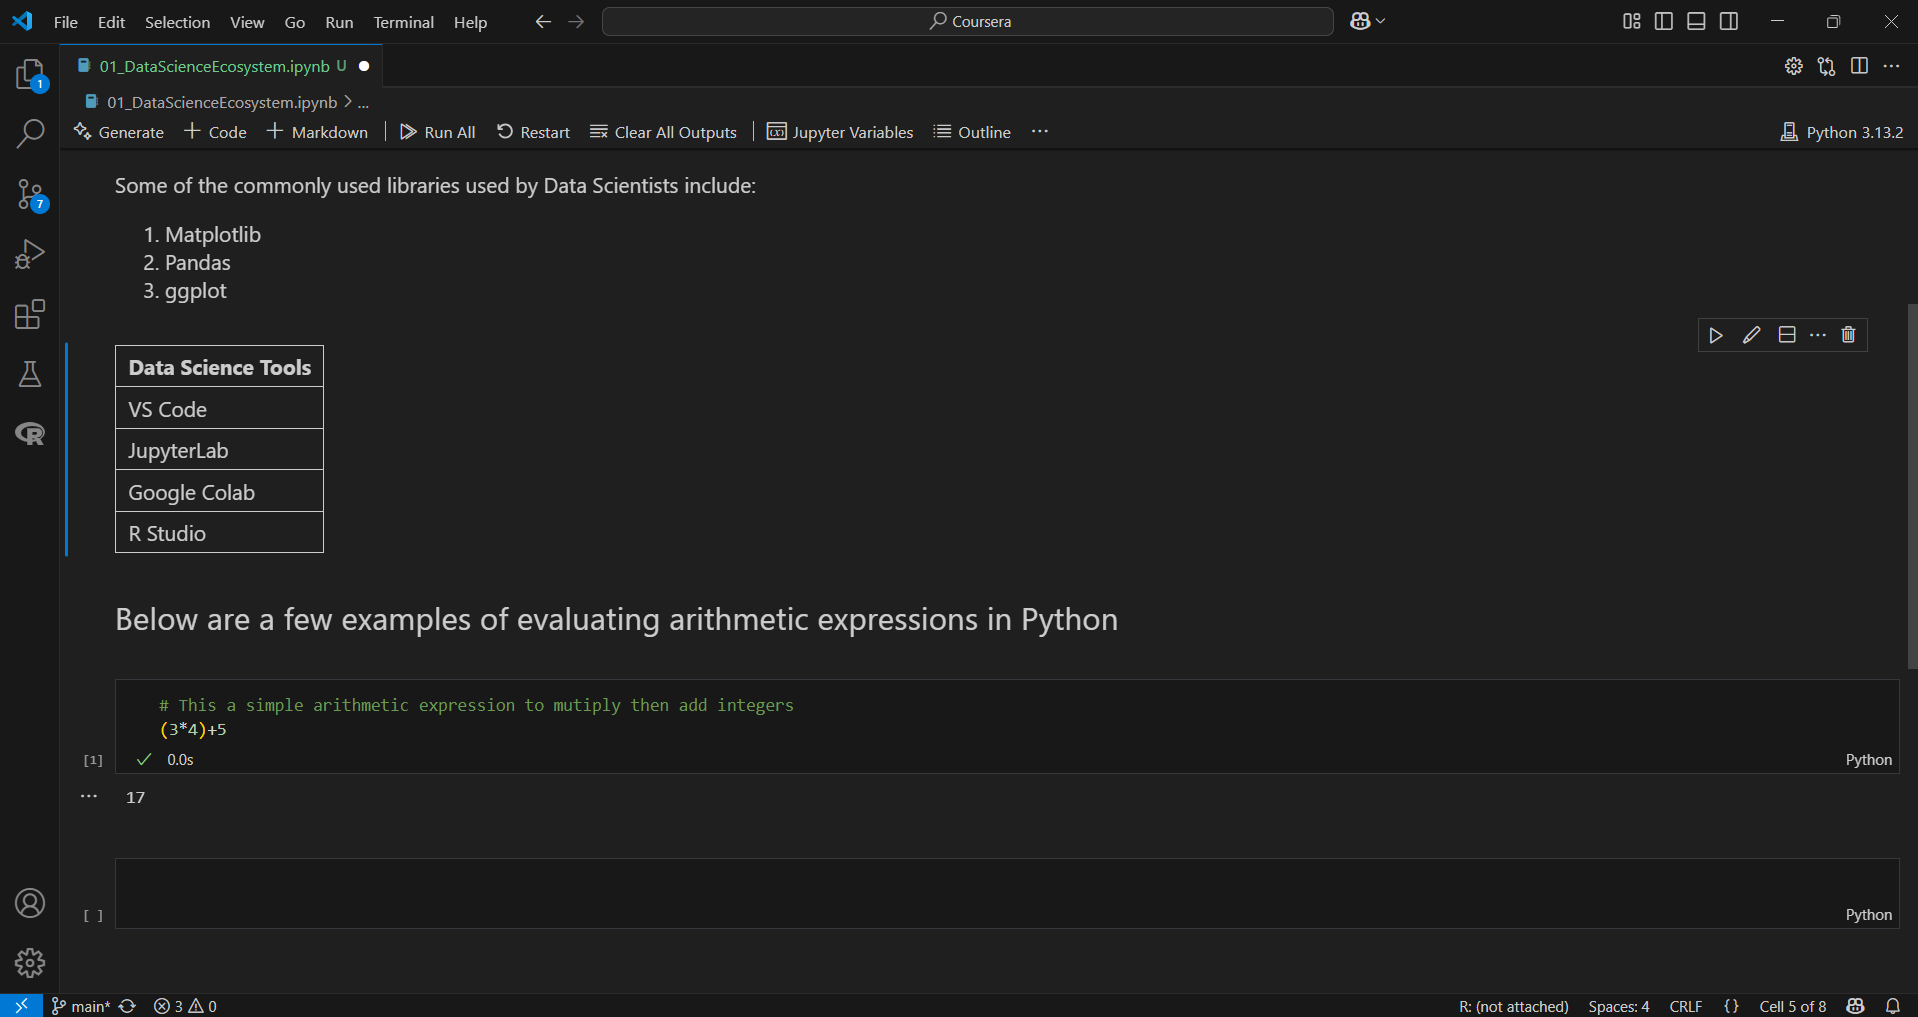 File Edit Selection View Go Run Terminal Help
Coursera
1
7
01_DataScienceEcosystem.ipynb U
01_DataScienceEcosystem.ipynb > ...
Generate + Code + Markdown Run All Restart Clear All Outputs Jupyter Variables Outline ...
Python 3.13.2
Some of the commonly used libraries used by Data Scientists include:
1. Matplotlib
2. Pandas
3. ggplot
Data Science Tools
VS Code
JupyterLab
Google Colab
R Studio
Below are a few examples of evaluating arithmetic expressions in Python
# This a simple arithmetic expression to mutiply then add integers
(3*4)+5
[1] 0.0s Python
... 17
[ ] Python
main* 3 0 R: (not attached) Spaces: 4 CRLF {} Cell 5 of 8